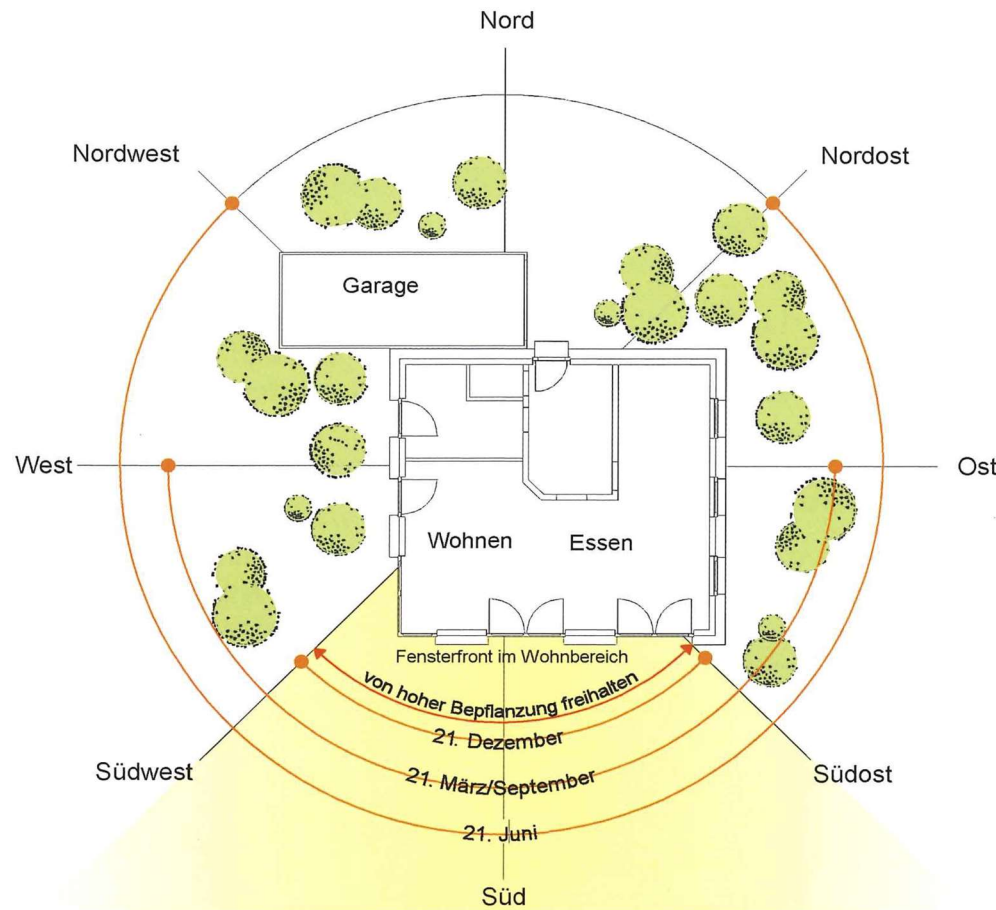 Nord
Nordwest
Nordost
Garage
West
Ost
Wohnen
Essen
Fensterfront im Wohnbereich
von hoher Bepflanzung freihalten
21. Dezember
21. März/September
21. Juni
Südwest
Südost
Süd